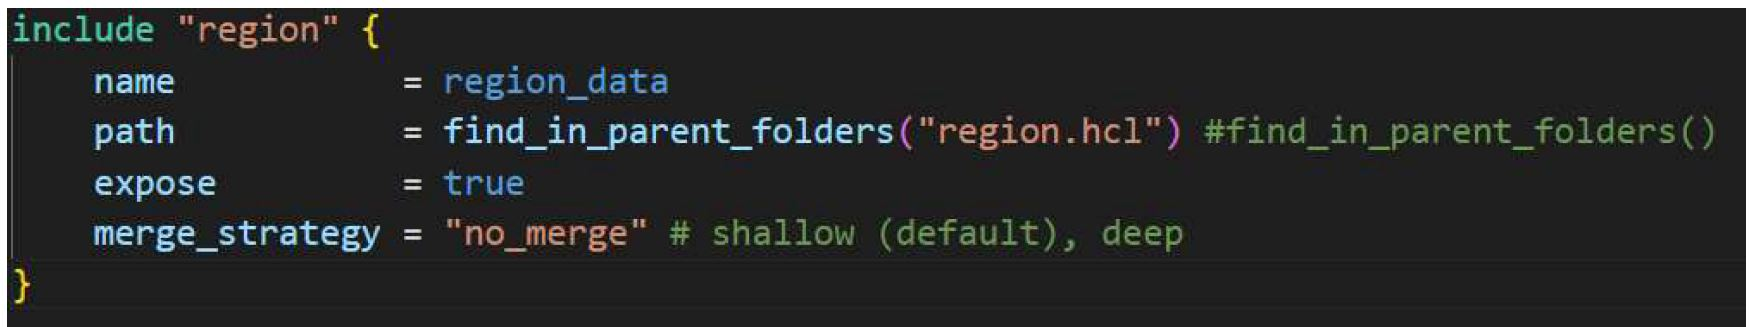 include "region" {
    name           = region_data
    path           = find_in_parent_folders("region.hcl") #find_in_parent_folders()
    expose         = true
    merge_strategy = "no_merge" # shallow (default), deep
}